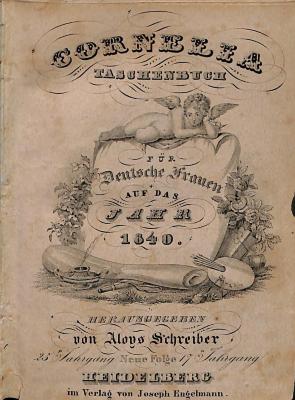 CORNELIA
TASCHENBUCH
FÜR
Deutsche Frauen
AUF DAS
JAHR
1840.
HERAUSGEGEBEN
von Aloys Schreiber
25 Jahrgang Neue Folge 17 Jahrgang
HEIDELBERG
im Verlag von Joseph Engelmann.